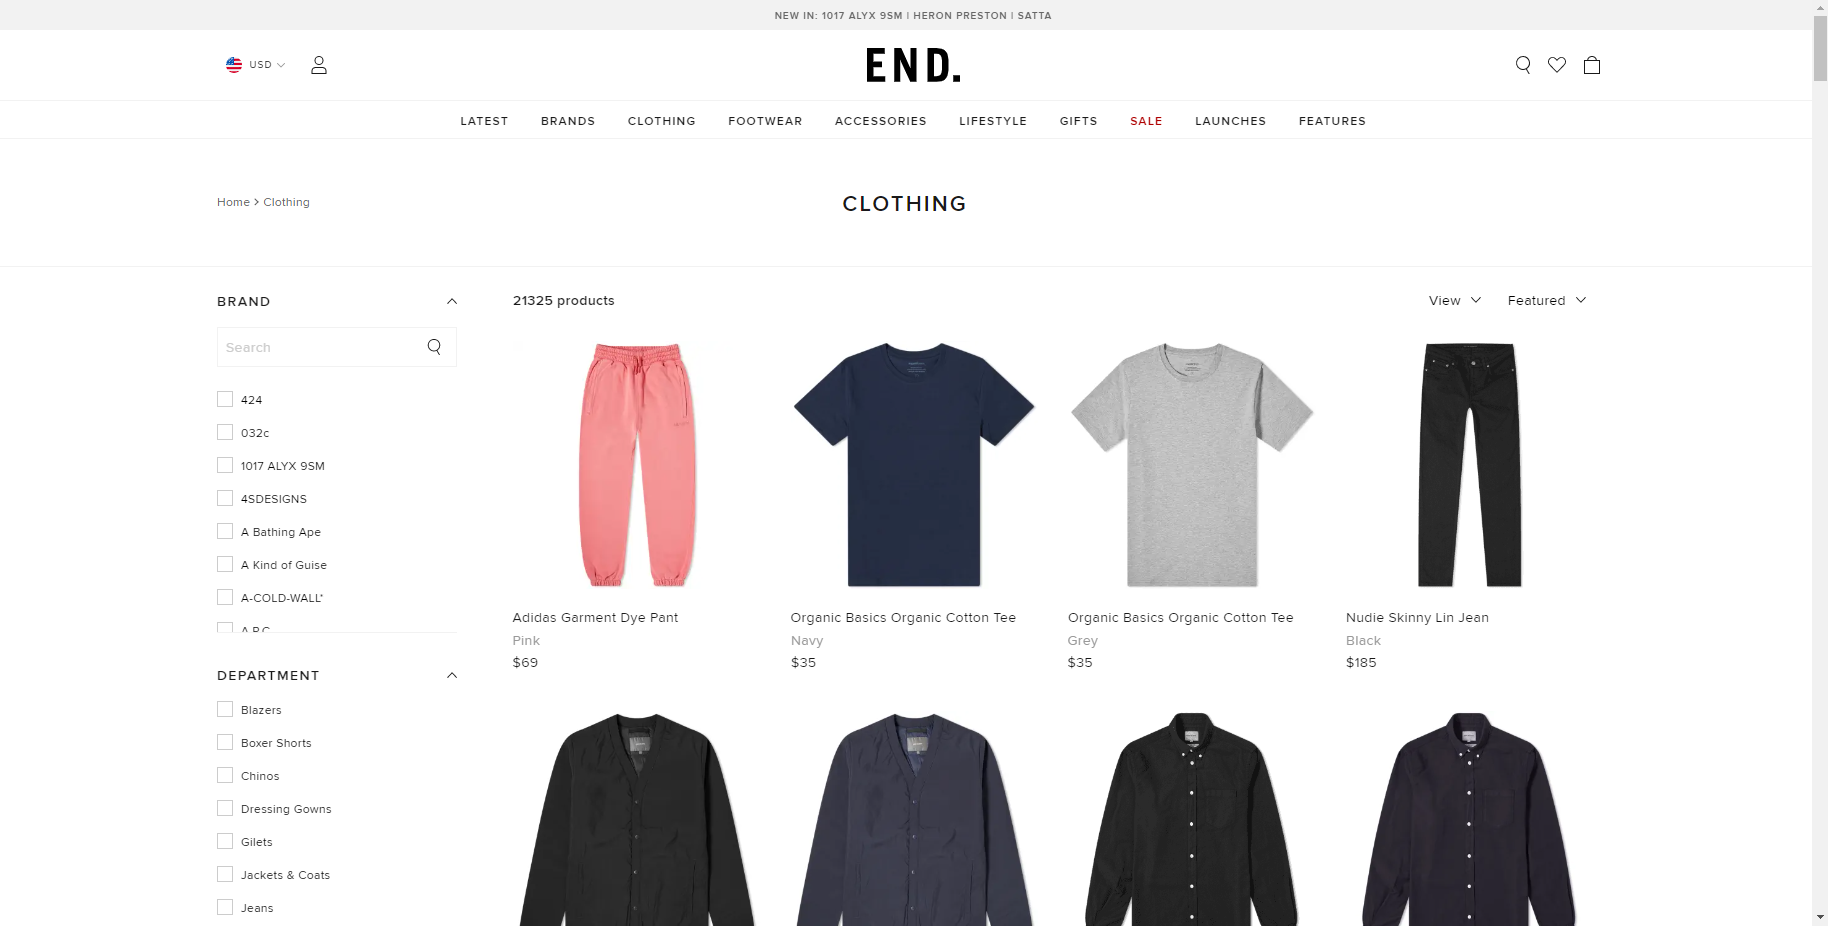 NEW IN: 1017 ALYX 9SM | HERON PRESTON | SATTA
USD
END.
LATEST BRANDS CLOTHING FOOTWEAR ACCESSORIES LIFESTYLE GIFTS SALE LAUNCHES FEATURES
Home > Clothing
CLOTHING
BRAND
Search
424
032c
1017 ALYX 9SM
4SDESIGNS
A Bathing Ape
A Kind of Guise
A-COLD-WALL*
A.P.C.
DEPARTMENT
Blazers
Boxer Shorts
Chinos
Dressing Gowns
Gilets
Jackets & Coats
Jeans
21325 products
View
Featured
Adidas Garment Dye Pant
Pink
$69
Organic Basics Organic Cotton Tee
Navy
$35
Organic Basics Organic Cotton Tee
Grey
$35
Nudie Skinny Lin Jean
Black
$185